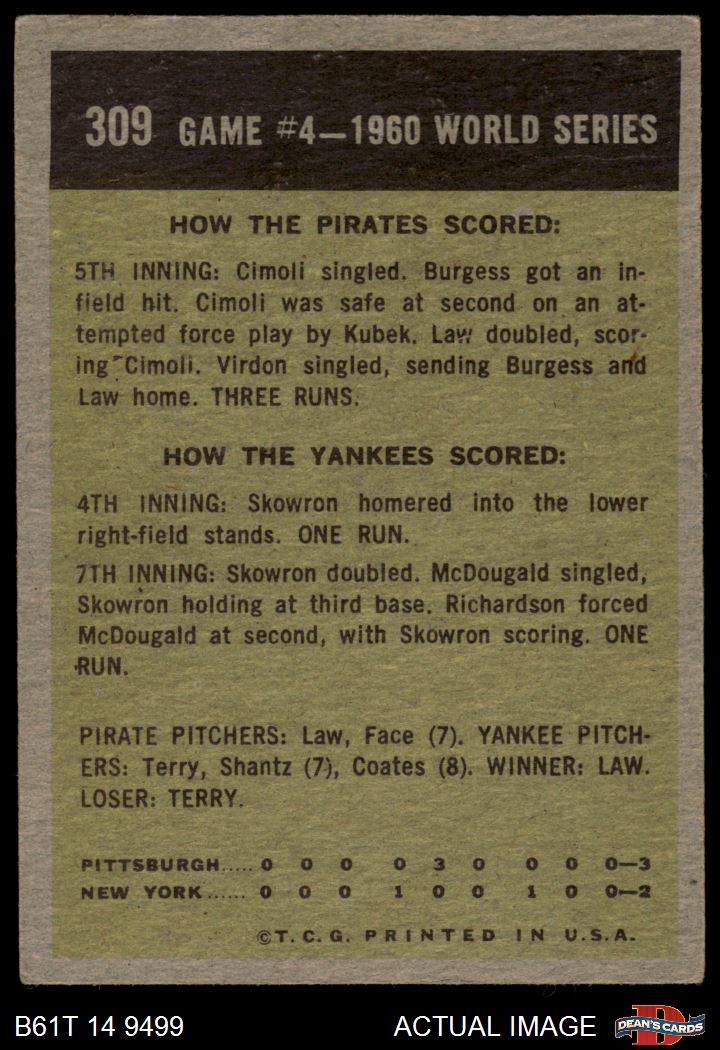 309 GAME #4—1960 WORLD SERIES
HOW THE PIRATES SCORED:
5TH INNING: Cimoli singled. Burgess got an in-
field hit. Cimoli was safe at second on an at-
tempted force play by Kubek. Law doubled, scor-
ing Cimoli. Virdon singled, sending Burgess and
Law home. THREE RUNS.
HOW THE YANKEES SCORED:
4TH INNING: Skowron homered into the lower
right-field stands. ONE RUN.
7TH INNING: Skowron doubled. McDougald singled,
Skowron holding at third base. Richardson forced
McDougald at second, with Skowron scoring. ONE
RUN.
PIRATE PITCHERS: Law, Face (7). YANKEE PITCH-
ERS: Terry, Shantz (7), Coates (8). WINNER: LAW.
LOSER: TERRY.
PITTSBURGH..... 0 0 0 0 3 0 0 0 0—3
NEW YORK...... 0 0 0 1 0 0 1 0 0—2
©T.C.G. PRINTED IN U.S.A.
B61T 14 9499 ACTUAL IMAGE DEAN'S CARDS